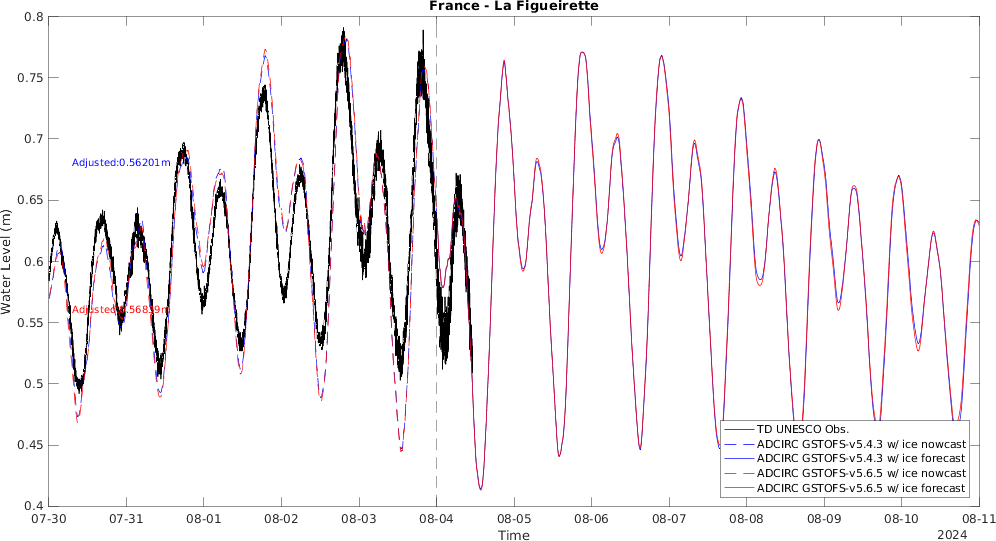 France - La Figueirette
0.8
0.75
0.7
0.65
0.6
0.55
0.5
0.45
0.4
Water Level (m)
Adjusted:0.56201m
Adjusted:0.56839m
TD UNESCO Obs.
ADCIRC GSTOFS-v5.4.3 w/ ice nowcast
ADCIRC GSTOFS-v5.4.3 w/ ice forecast
ADCIRC GSTOFS-v5.6.5 w/ ice nowcast
ADCIRC GSTOFS-v5.6.5 w/ ice forecast
07-30 07-31 08-01 08-02 08-03 08-04 08-05 08-06 08-07 08-08 08-09 08-10 08-11
Time
2024